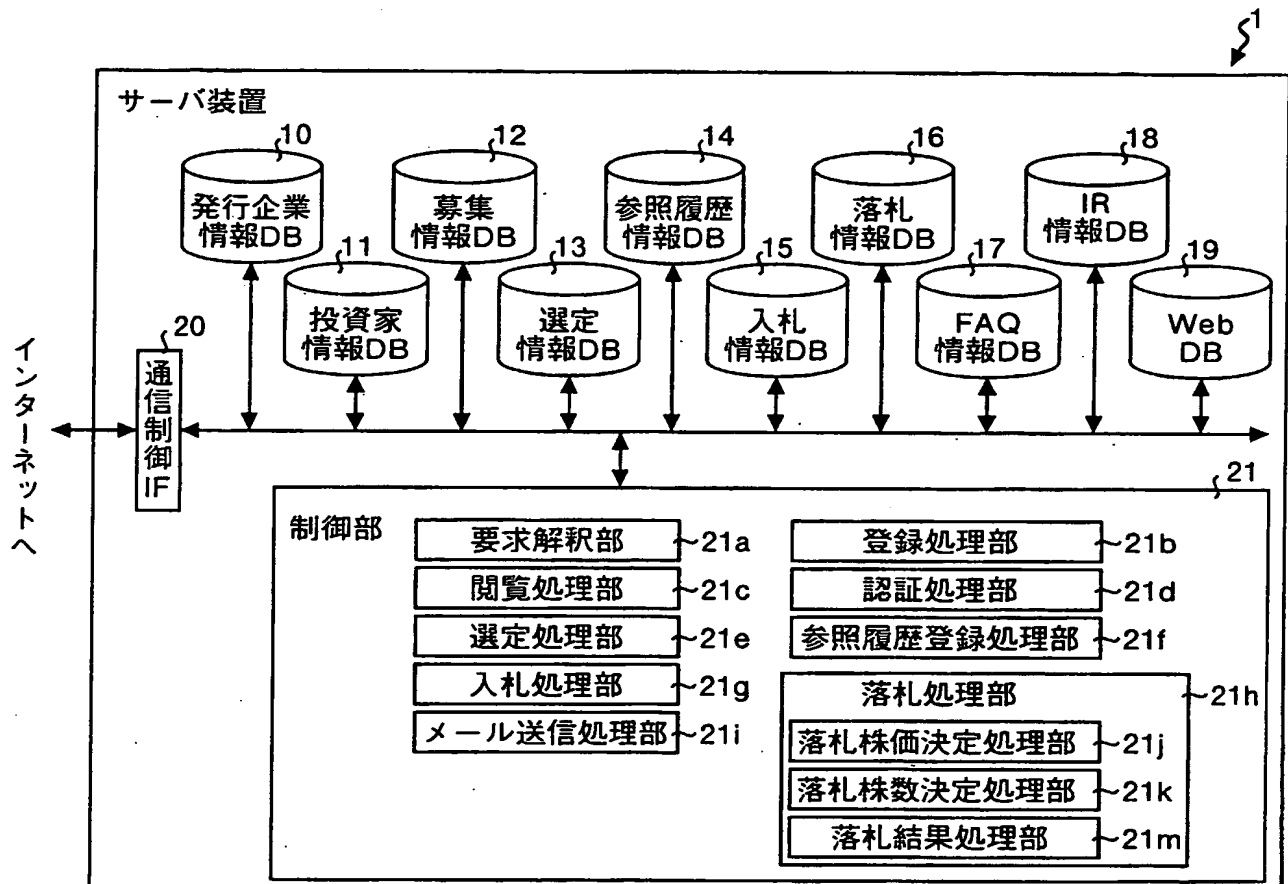 1
サーバ装置
10
12
14
16
18
発行企業
情報DB
募集
情報DB
参照履歴
情報DB
落札
情報DB
IR
情報DB
11
13
15
17
19
投資家
情報DB
選定
情報DB
入札
情報DB
FAQ
情報DB
Web
DB
インターネットへ
20
通信制御IF
21
制御部
要求解釈部
21a
登録処理部
21b
閲覧処理部
21c
認証処理部
21d
選定処理部
21e
参照履歴登録処理部
21f
入札処理部
21g
落札処理部
21h
メール送信処理部
21i
落札株価決定処理部
21j
落札株数決定処理部
21k
落札結果処理部
21m